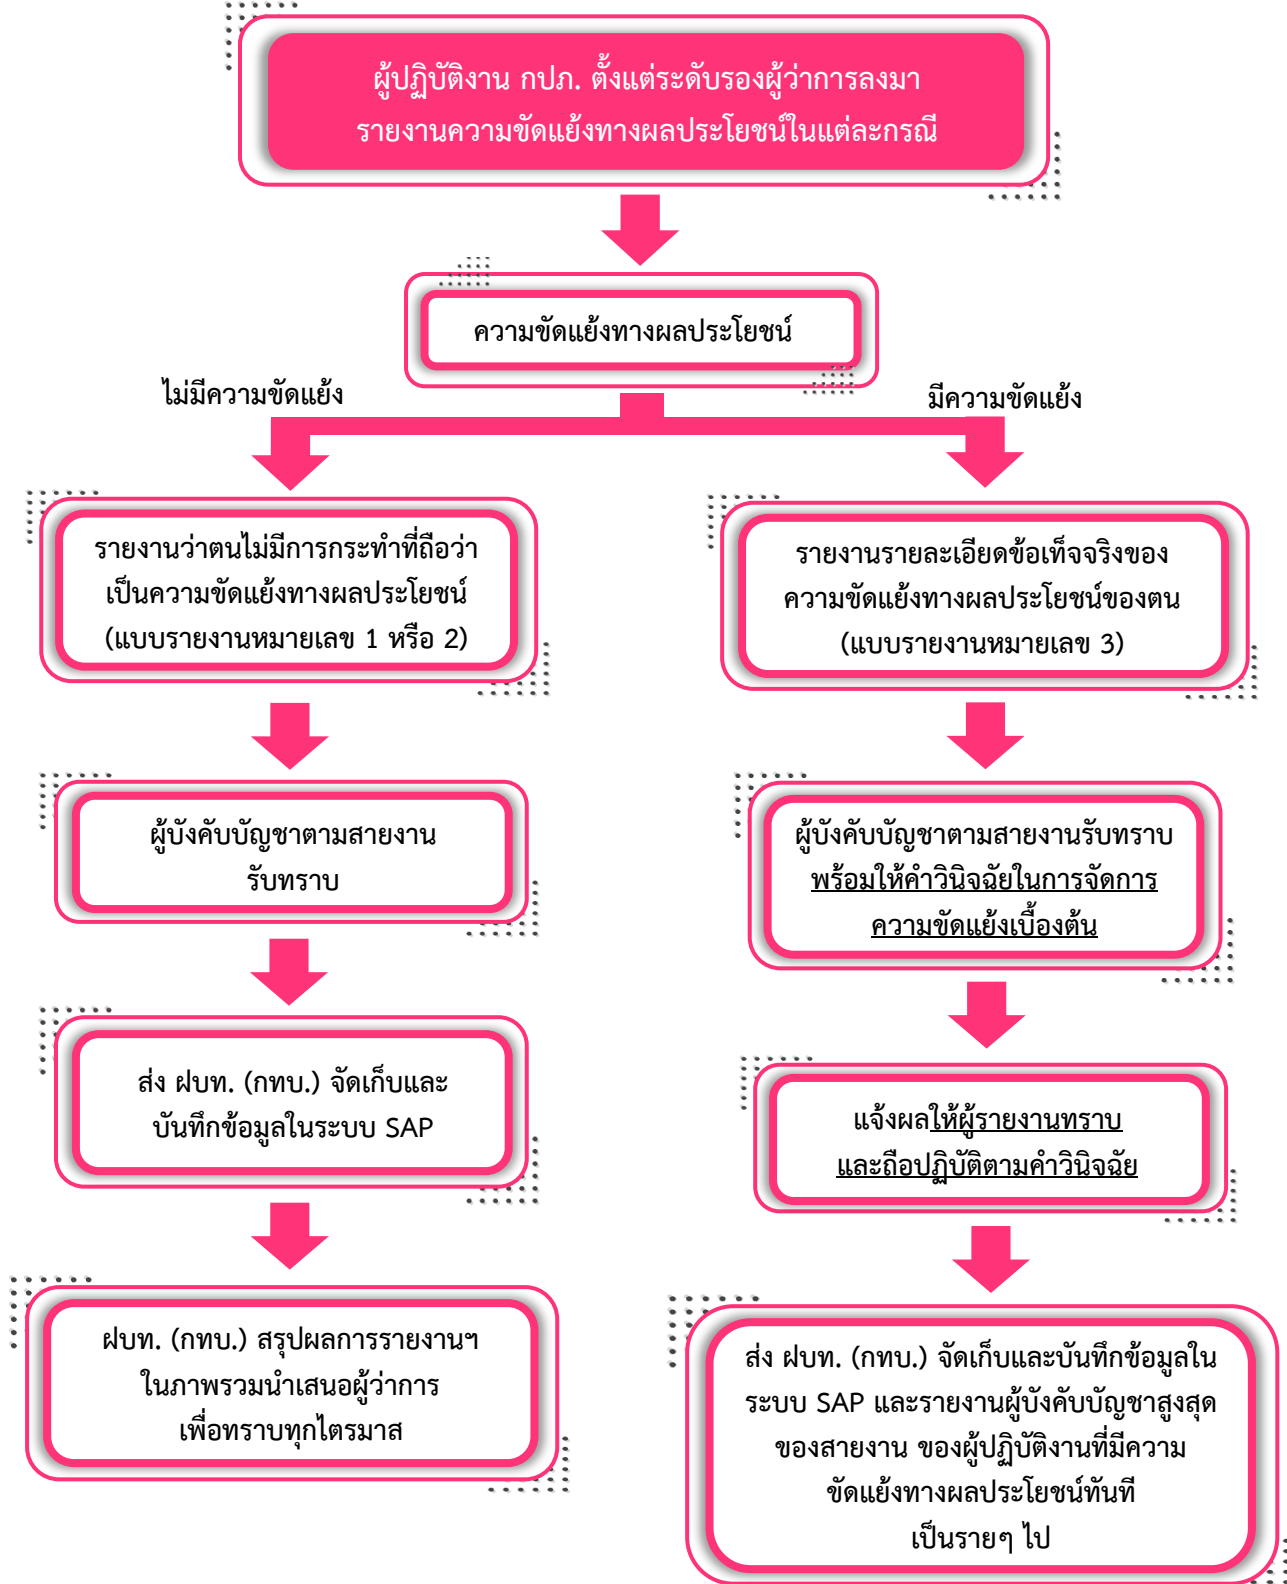 ผู้ปฏิบัติงาน กปภ. ตั้งแต่ระดับรองผู้ว่าการลงมา
รายงานความขัดแย้งทางผลประโยชน์ในแต่ละกรณี
ความขัดแย้งทางผลประโยชน์
ไม่มีความขัดแย้ง
มีความขัดแย้ง
รายงานว่าตนไม่มีการกระทำที่ถือว่า
เป็นความขัดแย้งทางผลประโยชน์
(แบบรายงานหมายเลข 1 หรือ 2)
ผู้บังคับบัญชาตามสายงาน
รับทราบ
ส่ง ฝบท. (กทบ.) จัดเก็บและ
บันทึกข้อมูลในระบบ SAP
ฝบท. (กทบ.) สรุปผลการรายงานฯ
ในภาพรวมนำเสนอผู้ว่าการ
เพื่อทราบทุกไตรมาส
รายงานรายละเอียดข้อเท็จจริงของ
ความขัดแย้งทางผลประโยชน์ของตน
(แบบรายงานหมายเลข 3)
ผู้บังคับบัญชาตามสายงานรับทราบ
พร้อมให้คำวินิจฉัยในการจัดการ
ความขัดแย้งเบื้องต้น
แจ้งผลให้ผู้รายงานทราบ
และถือปฏิบัติตามคำวินิจฉัย
ส่ง ฝบท. (กทบ.) จัดเก็บและบันทึกข้อมูลใน
ระบบ SAP และรายงานผู้บังคับบัญชาสูงสุด
ของสายงาน ของผู้ปฏิบัติงานที่มีความ
ขัดแย้งทางผลประโยชน์ทันที
เป็นรายๆ ไป